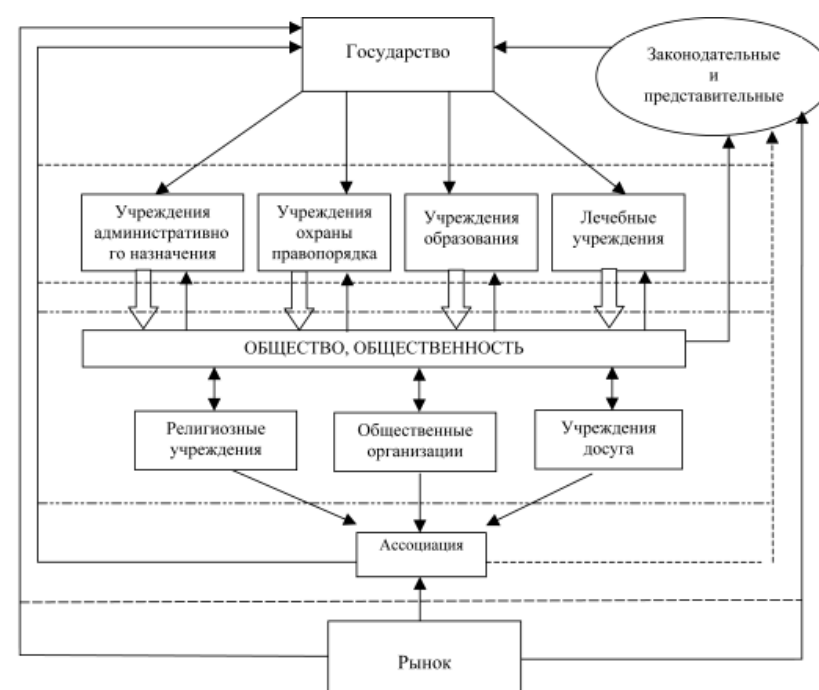 Государство
Законодательные
и
представительные
Учреждения
административно
го назначения
Учреждения
охраны
правопорядка
Учреждения
образования
Лечебные
учреждения
ОБЩЕСТВО, ОБЩЕСТВЕННОСТЬ
Религиозные
учреждения
Общественные
организации
Учреждения
досуга
Ассоциация
Рынок